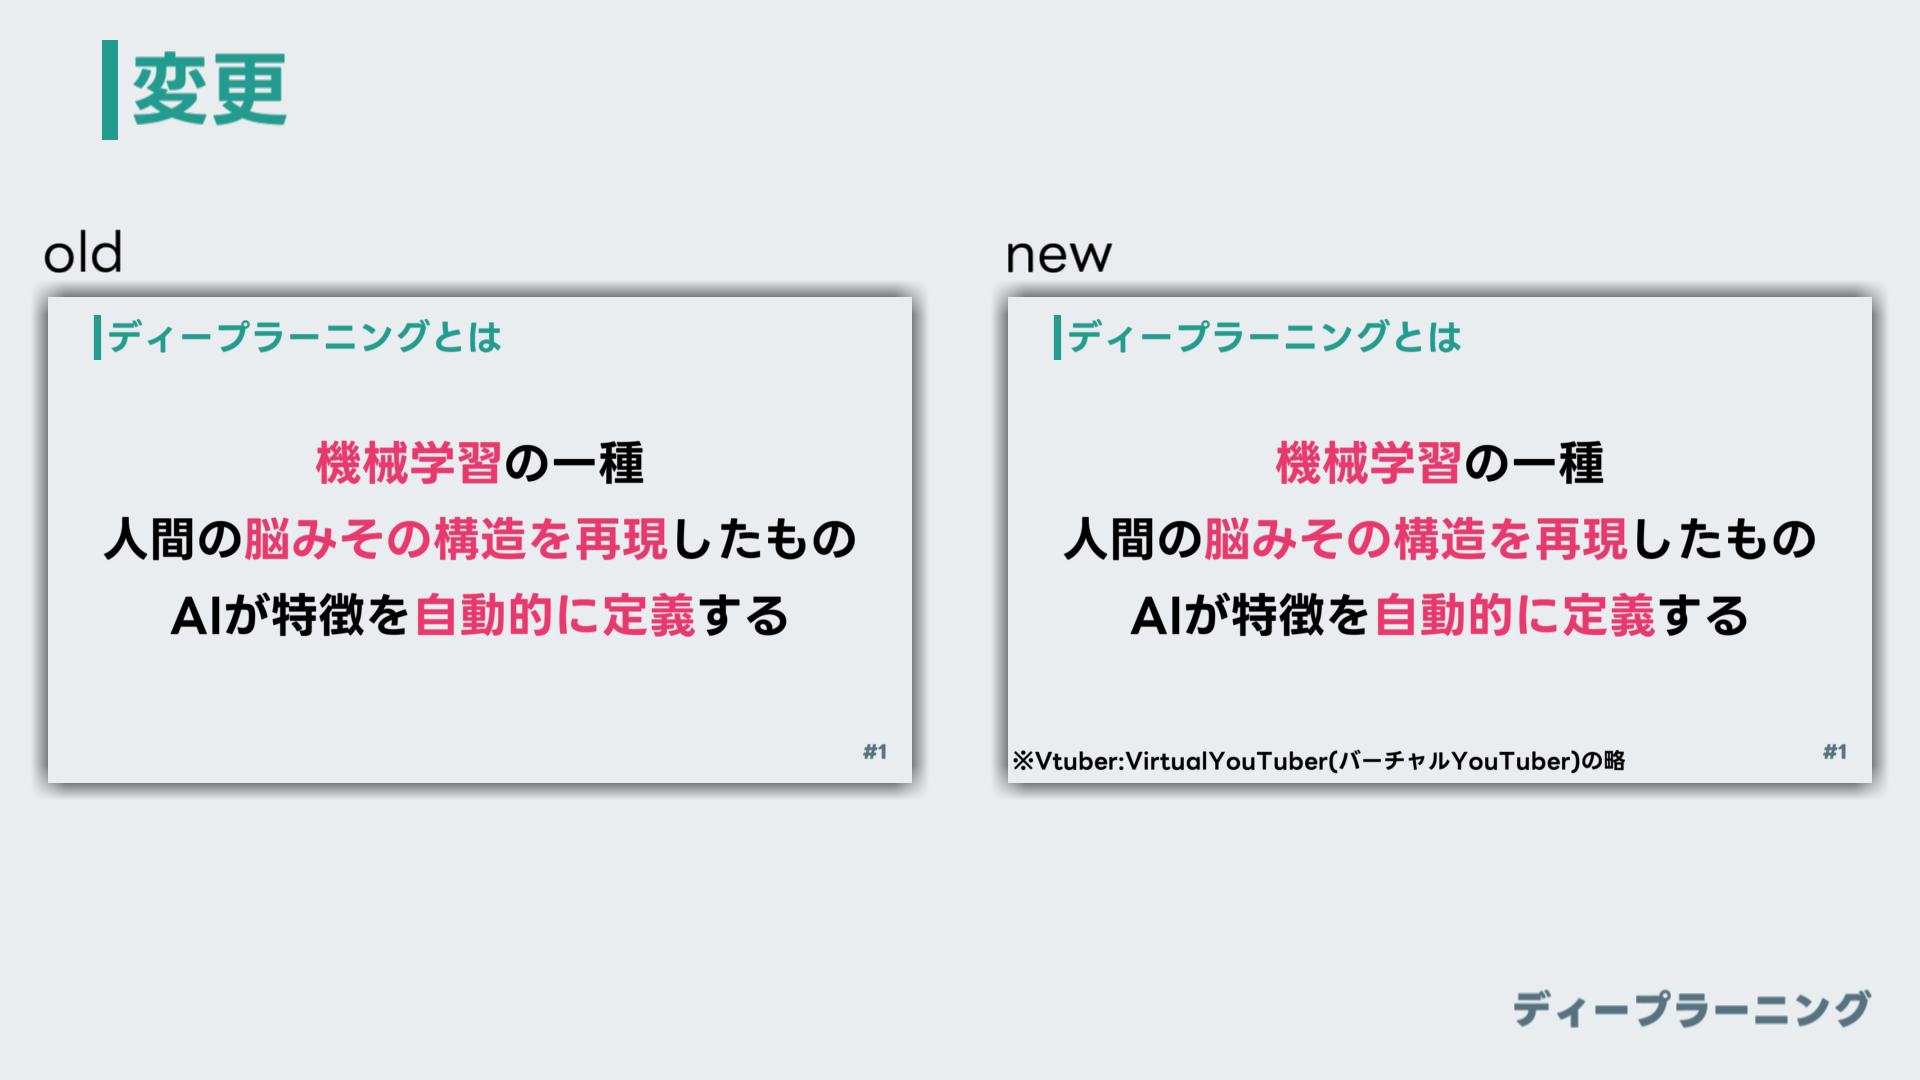 変更
old
ディープラーニングとは
機械学習の一種
人間の脳みその構造を再現したもの
AIが特徴を自動的に定義する
#1
new
ディープラーニングとは
機械学習の一種
人間の脳みその構造を再現したもの
AIが特徴を自動的に定義する
※Vtuber:VirtualYouTuber(バーチャルYouTuber)の略
#1
ディープラーニング